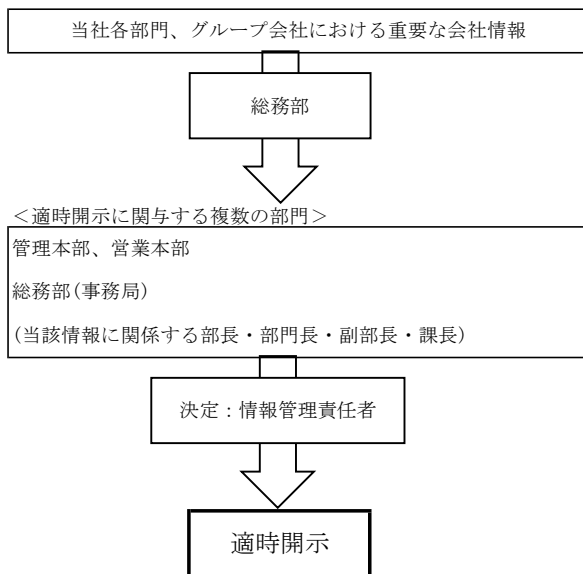 当社各部門、グループ会社における重要な会社情報
総務部
＜適時開示に関与する複数の部門＞
管理本部、営業本部
総務部(事務局)
(当該情報に関係する部長・部門長・副部長・課長)
決定：情報管理責任者
適時開示